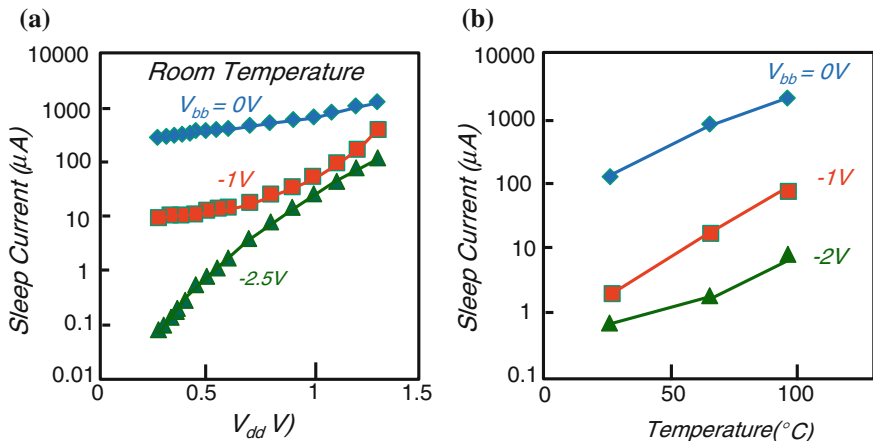 (a)
Sleep Current (µA)
10000
1000
100
10
1
0.1
0.01
Room Temperature
V_bb = 0V
-1V
-2.5V
0
0.5
1
1.5
V_dd V)
(b)
Sleep Current (µA)
10000
1000
100
10
1
0.1
V_bb = 0V
-1V
-2V
0
50
100
Temperature(°C)